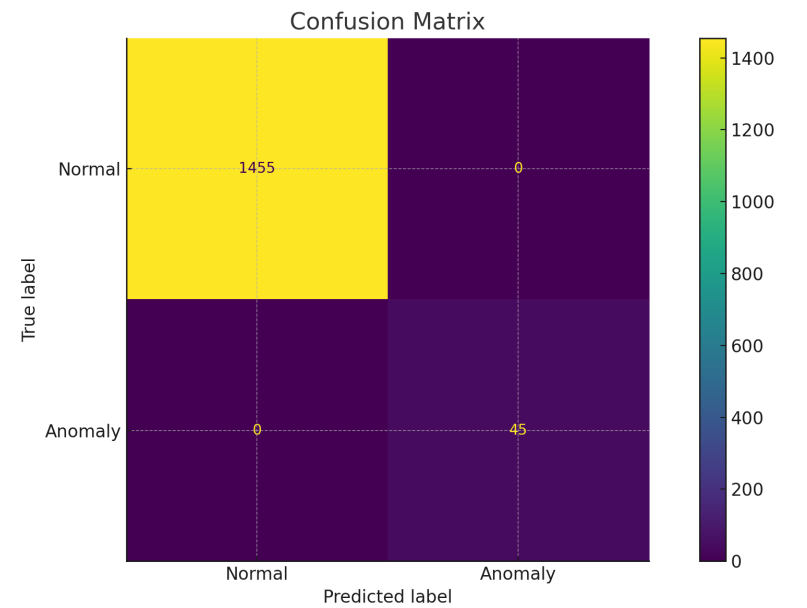 Confusion Matrix
Normal
Anomaly
True label
1455
0
0
45
Normal
Anomaly
Predicted label
1400
1200
1000
800
600
400
200
0